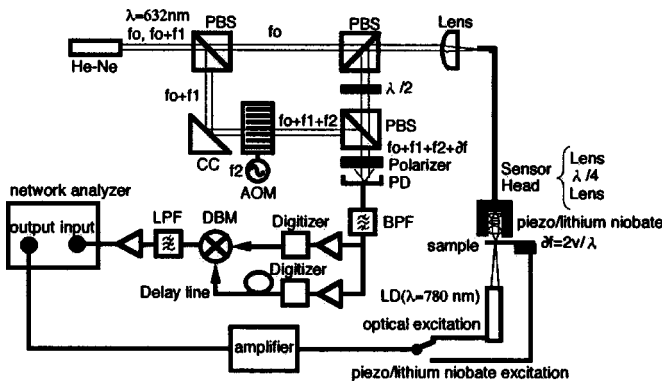 λ=632nm
fo, fo+f1
He-Ne
PBS
fo
PBS
Lens
fo+f1
λ/2
CC
f2
AOM
fo+f1+f2
PBS
fo+f1+f2+∂f
Polarizer
PD
Sensor
Head
Lens
λ/4
Lens
piezo/lithium niobate
sample
∂f=2v/λ
network analyzer
output input
LPF
DBM
Digitizer
BPF
Digitizer
Delay line
LD(λ=780 nm)
optical excitation
amplifier
piezo/lithium niobate excitation